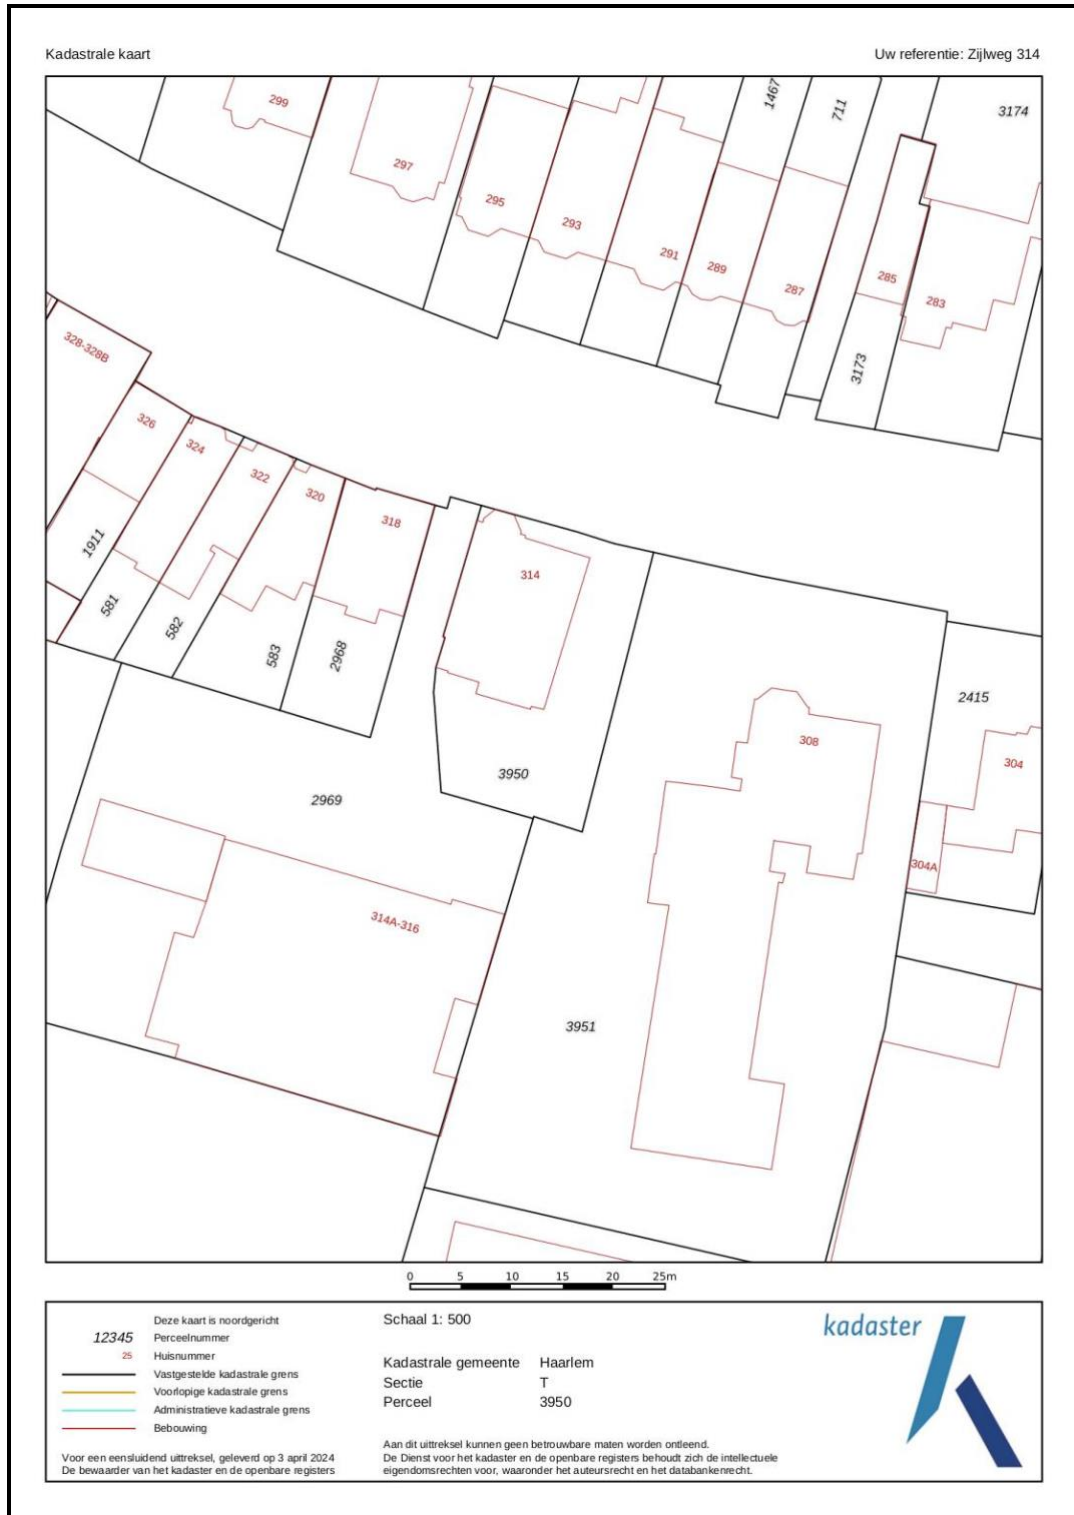 Kadastrale kaart
Uw referentie: Zijlweg 314
299
297
295
293
291
289
287
285
283
1467
711
3174
3173
328-328B
326
324
322
320
318
314
1911
581
582
583
2968
3950
2969
308
2415
304
304A
314A-316
3951
0 5 10 15 20 25m
Deze kaart is noordgericht
12345 Perceelnummer
25 Huisnummer
Vastgestelde kadastrale grens
Voorlopige kadastrale grens
Administratieve kadastrale grens
Bebouwing
Voor een eensluidend uittreksel, geleverd op 3 april 2024
De bewaarder van het kadaster en de openbare registers
Schaal 1: 500
Kadastrale gemeente Haarlem
Sectie T
Perceel 3950
Aan dit uittreksel kunnen geen betrouwbare maten worden ontleend.
De Dienst voor het kadaster en de openbare registers behoudt zich de intellectuele
eigendomsrechten voor, waaronder het auteursrecht en het databankenrecht.
kadaster